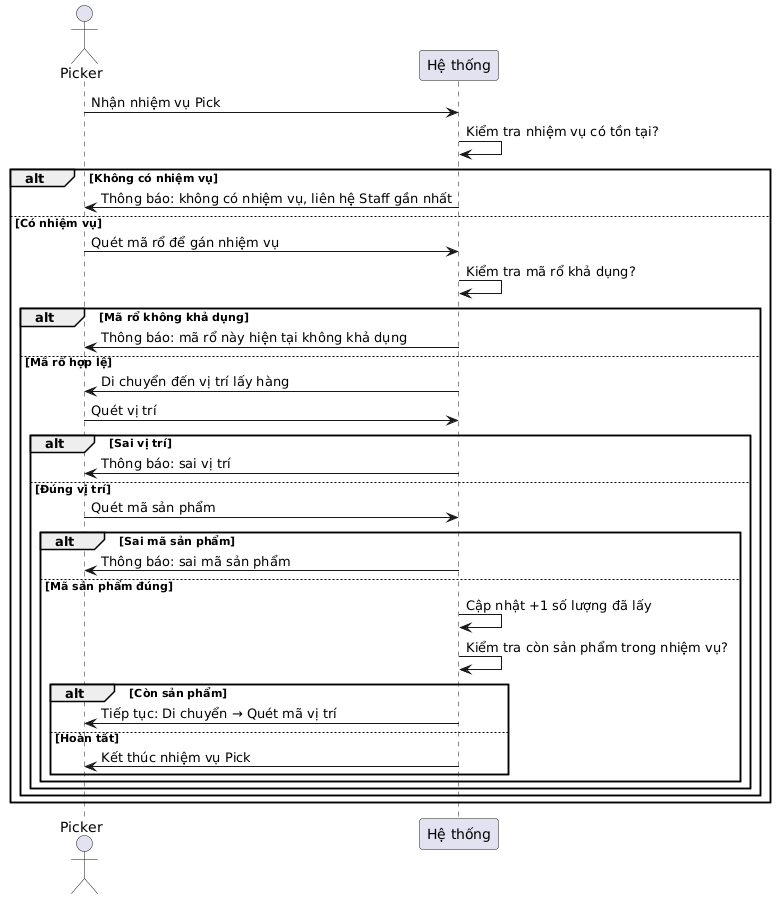 Picker
Hệ thống
Nhận nhiệm vụ Pick
Kiểm tra nhiệm vụ có tồn tại?
alt [Không có nhiệm vụ]
Thông báo: không có nhiệm vụ, liên hệ Staff gần nhất
[Có nhiệm vụ]
Quét mã rổ để gán nhiệm vụ
Kiểm tra mã rổ khả dụng?
alt [Mã rổ không khả dụng]
Thông báo: mã rổ này hiện tại không khả dụng
[Mã rổ hợp lệ]
Di chuyển đến vị trí lấy hàng
Quét vị trí
alt [Sai vị trí]
Thông báo: sai vị trí
[Đúng vị trí]
Quét mã sản phẩm
alt [Sai mã sản phẩm]
Thông báo: sai mã sản phẩm
[Mã sản phẩm đúng]
Cập nhật +1 số lượng đã lấy
Kiểm tra còn sản phẩm trong nhiệm vụ?
alt [Còn sản phẩm]
Tiếp tục: Di chuyển → Quét mã vị trí
[Hoàn tất]
Kết thúc nhiệm vụ Pick
Picker
Hệ thống